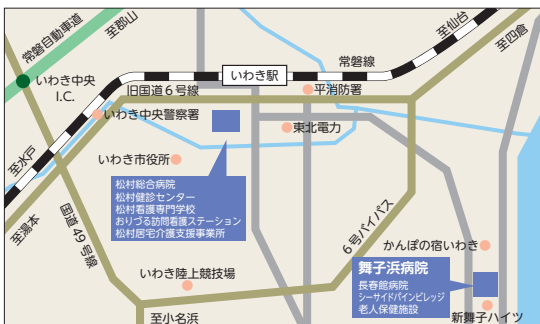 常磐自動車道
至郡山
至仙台
至四倉
常磐線
いわき駅
いわき中央
I.C.
旧国道6号線
平消防署
いわき中央警察署
東北電力
いわき市役所
至水戸
松村総合病院
松村健診センター
松村看護専門学校
おりづる訪問看護ステーション
松村居宅介護支援事業所
至湯本
国道49号線
6号バイパス
かんぽの宿いわき
舞子浜病院
長春館病院
シーサイドパインビレッジ
老人保健施設
いわき陸上競技場
至小名浜
新舞子ハイツ